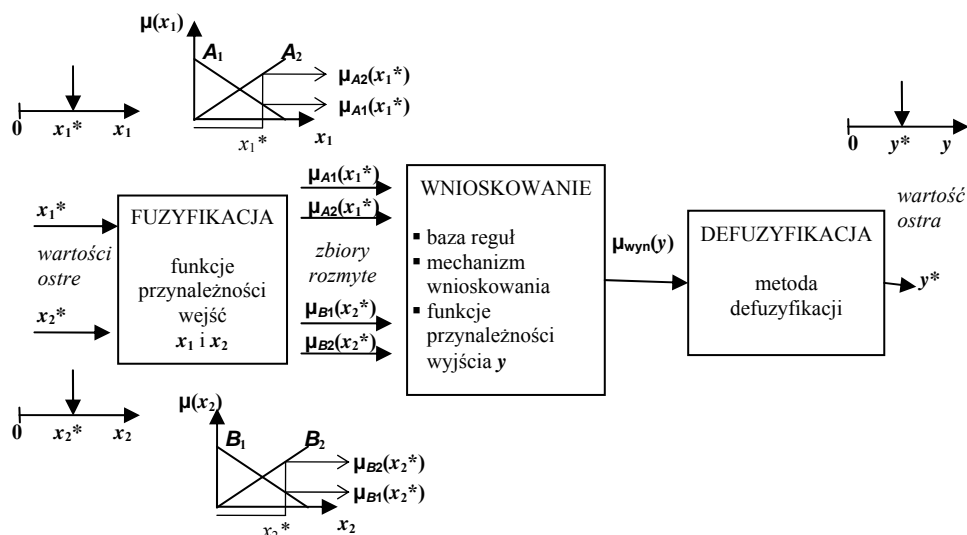 μ(x₁)
A₁ A₂
μA2(x₁*)
μA1(x₁*)
x₁
x₁*
0 x₁* x₁
0 y* y
μA1(x₁*)
μA2(x₁*)
x₁*
wartości
ostre
x₂*
FUZYFIKACJA
funkcje
przynależności
wejść
x₁ i x₂
zbiory
rozmyte
μB1(x₂*)
μB2(x₂*)
WNIOSKOWANIE
▪ baza reguł
▪ mechanizm
wnioskowania
▪ funkcje
przynależności
wyjścia y
μwyn(y)
DEFUZYFIKACJA
metoda
defuzyfikacji
wartość
ostra
y*
0 x₂* x₂
μ(x₂)
B₁ B₂
μB2(x₂*)
μB1(x₂*)
x₂* x₂